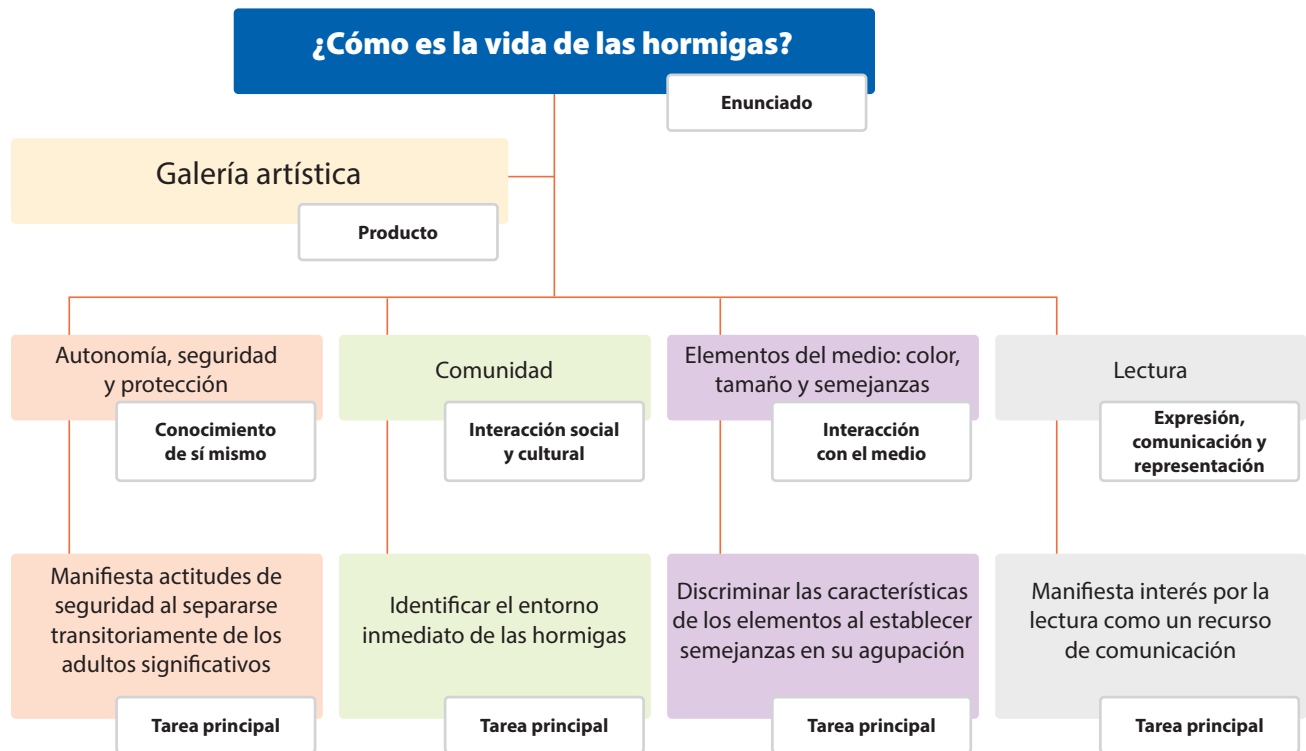 ¿Cómo es la vida de las hormigas?
Enunciado
Galería artística
Producto
Autonomía, seguridad
y protección
Conocimiento
de sí mismo
Comunidad
Interacción social
y cultural
Elementos del medio: color,
tamaño y semejanzas
Interacción
con el medio
Lectura
Expresión,
comunicación y
representación
Manifiesta actitudes de
seguridad al separarse
transitoriamente de los
adultos significativos
Tarea principal
Identificar el entorno
inmediato de las hormigas
Tarea principal
Discriminar las características
de los elementos al establecer
semejanzas en su agupación
Tarea principal
Manifiesta interés por la
lectura como un recurso
de comunicación
Tarea principal